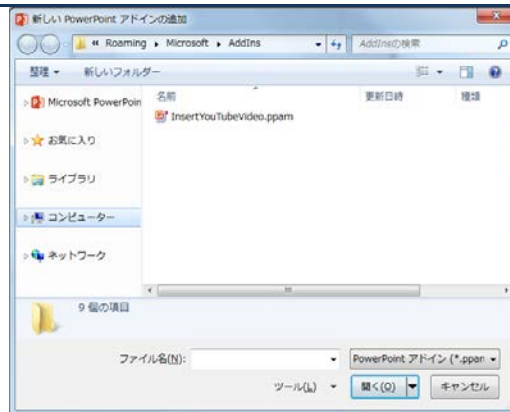 新しい PowerPoint アドインの追加
« Roaming ▸ Microsoft ▸ AddIns
AddInsの検索
整理 ▾ 新しいフォルダー
名前 更新日時 種類
Microsoft PowerPoin
InsertYouTubeVideo.ppam
お気に入り
ライブラリ
コンピューター
ネットワーク
9 個の項目
ファイル名(N):
PowerPoint アドイン (*.ppan
ツール(L)
開く(O)
キャンセル